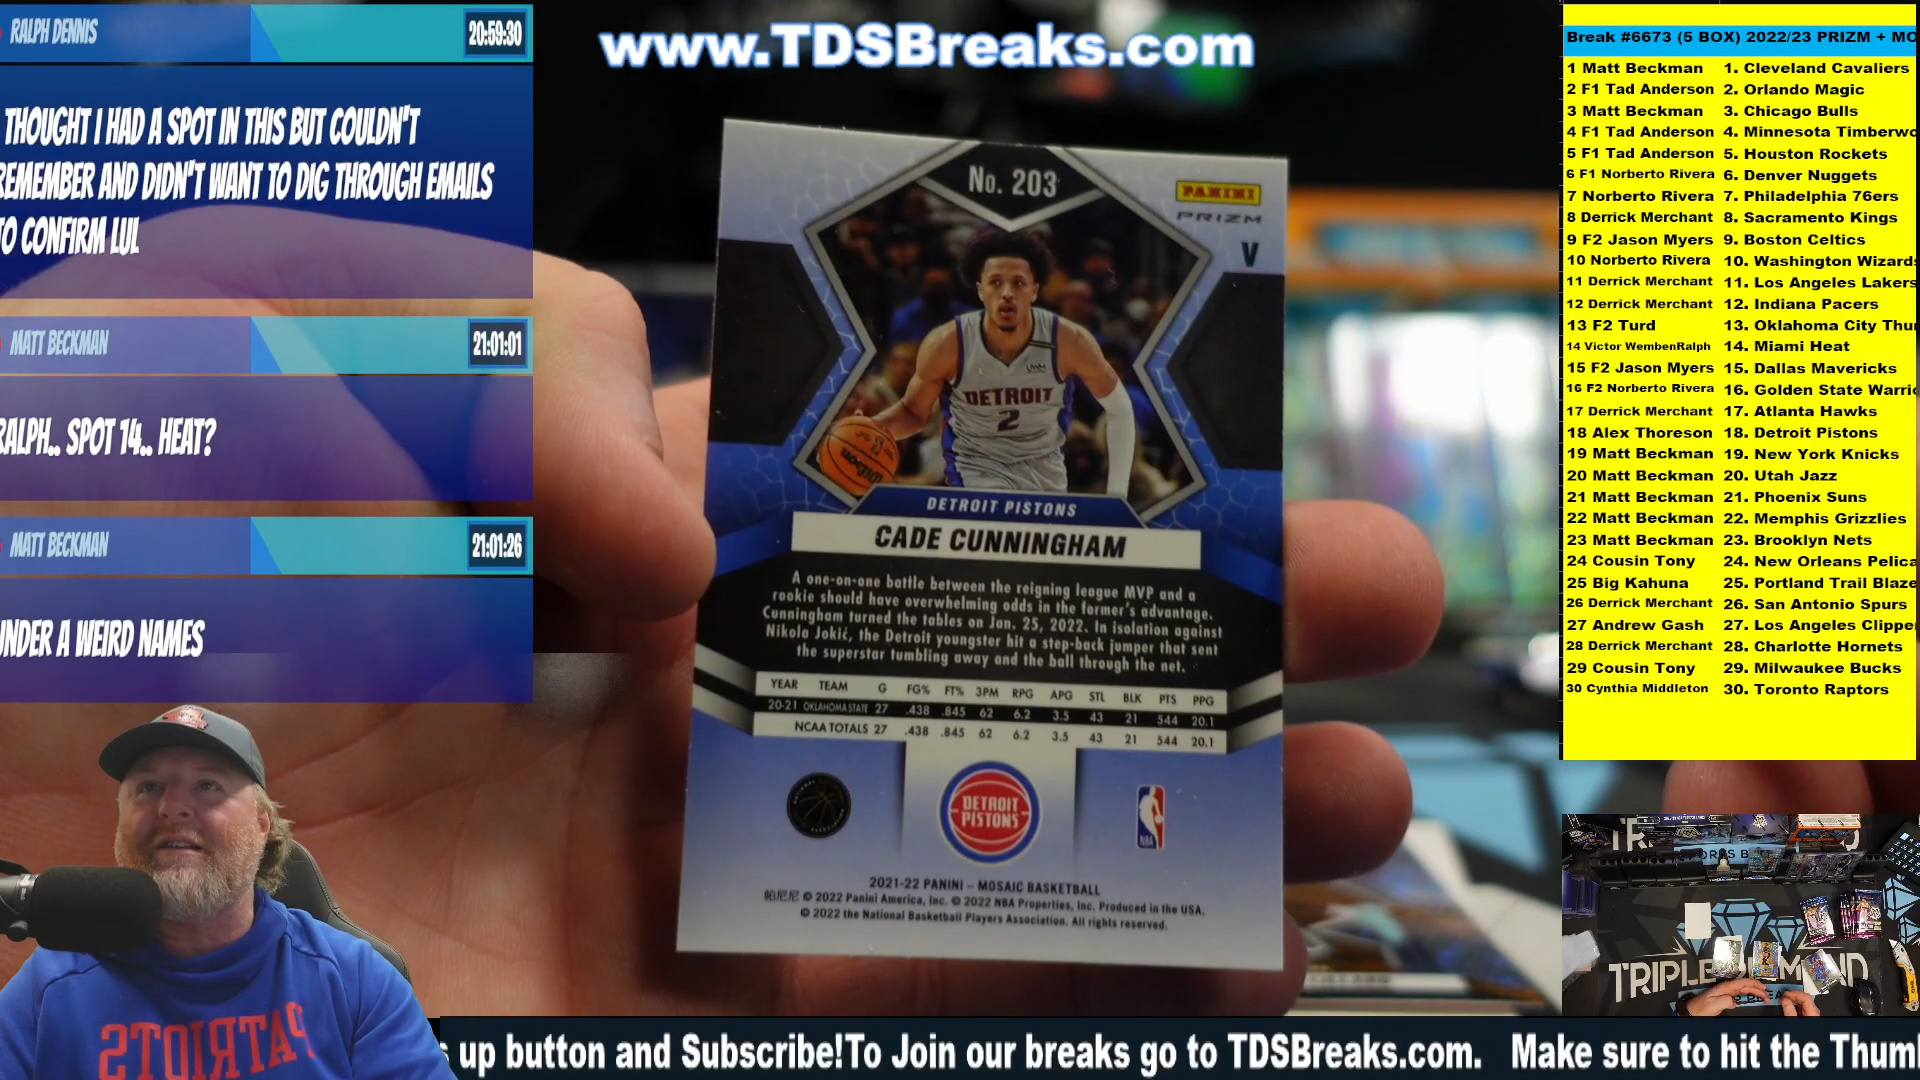 RALPH DENNIS
20:59:30
THOUGHT I HAD A SPOT IN THIS BUT COULDN'T
REMEMBER AND DIDN'T WANT TO DIG THROUGH EMAILS
TO CONFIRM LUL
MATT BECKMAN
21:01:01
RALPH.. SPOT 14.. HEAT?
MATT BECKMAN
21:01:26
UNDER A WEIRD NAMES
www.TDSBreaks.com
No. 203
PANINI
PRIZM
V
DETROIT
2
DETROIT PISTONS
CADE CUNNINGHAM
A one-on-one battle between the reigning league MVP and a
rookie should have overwhelming odds in the former's advantage.
Cunningham turned the tables on Jan. 25, 2022. In isolation against
Nikola Jokić, the Detroit youngster hit a step-back jumper that sent
the superstar tumbling away and the ball through the net.
YEAR TEAM G FG% FT% 3PM RPG APG STL BLK PTS PPG
20-21 OKLAHOMA STATE 27 .438 .845 62 6.2 3.5 43 21 544 20.1
NCAA TOTALS 27 .438 .845 62 6.2 3.5 43 21 544 20.1
DETROIT
PISTONS
NBA
2021-22 PANINI – MOSAIC BASKETBALL
帕尼尼 © 2022 Panini America, Inc. © 2022 NBA Properties, Inc. Produced in the USA.
© 2022 the National Basketball Players Association. All rights reserved.
Break #6673 (5 BOX) 2022/23 PRIZM + MO
1 Matt Beckman 1. Cleveland Cavaliers
2 F1 Tad Anderson 2. Orlando Magic
3 Matt Beckman 3. Chicago Bulls
4 F1 Tad Anderson 4. Minnesota Timberwo
5 F1 Tad Anderson 5. Houston Rockets
6 F1 Norberto Rivera 6. Denver Nuggets
7 Norberto Rivera 7. Philadelphia 76ers
8 Derrick Merchant 8. Sacramento Kings
9 F2 Jason Myers 9. Boston Celtics
10 Norberto Rivera 10. Washington Wizards
11 Derrick Merchant 11. Los Angeles Lakers
12 Derrick Merchant 12. Indiana Pacers
13 F2 Turd 13. Oklahoma City Thu
14 Victor WembenRalph 14. Miami Heat
15 F2 Jason Myers 15. Dallas Mavericks
16 F2 Norberto Rivera 16. Golden State Warri
17 Derrick Merchant 17. Atlanta Hawks
18 Alex Thoreson 18. Detroit Pistons
19 Matt Beckman 19. New York Knicks
20 Matt Beckman 20. Utah Jazz
21 Matt Beckman 21. Phoenix Suns
22 Matt Beckman 22. Memphis Grizzlies
23 Matt Beckman 23. Brooklyn Nets
24 Cousin Tony 24. New Orleans Pelica
25 Big Kahuna 25. Portland Trail Blaze
26 Derrick Merchant 26. San Antonio Spurs
27 Andrew Gash 27. Los Angeles Clippe
28 Derrick Merchant 28. Charlotte Hornets
29 Cousin Tony 29. Milwaukee Bucks
30 Cynthia Middleton 30. Toronto Raptors
PATRIOTS
up button and Subscribe!To Join our breaks go to TDSBreaks.com. Make sure to hit the Thum